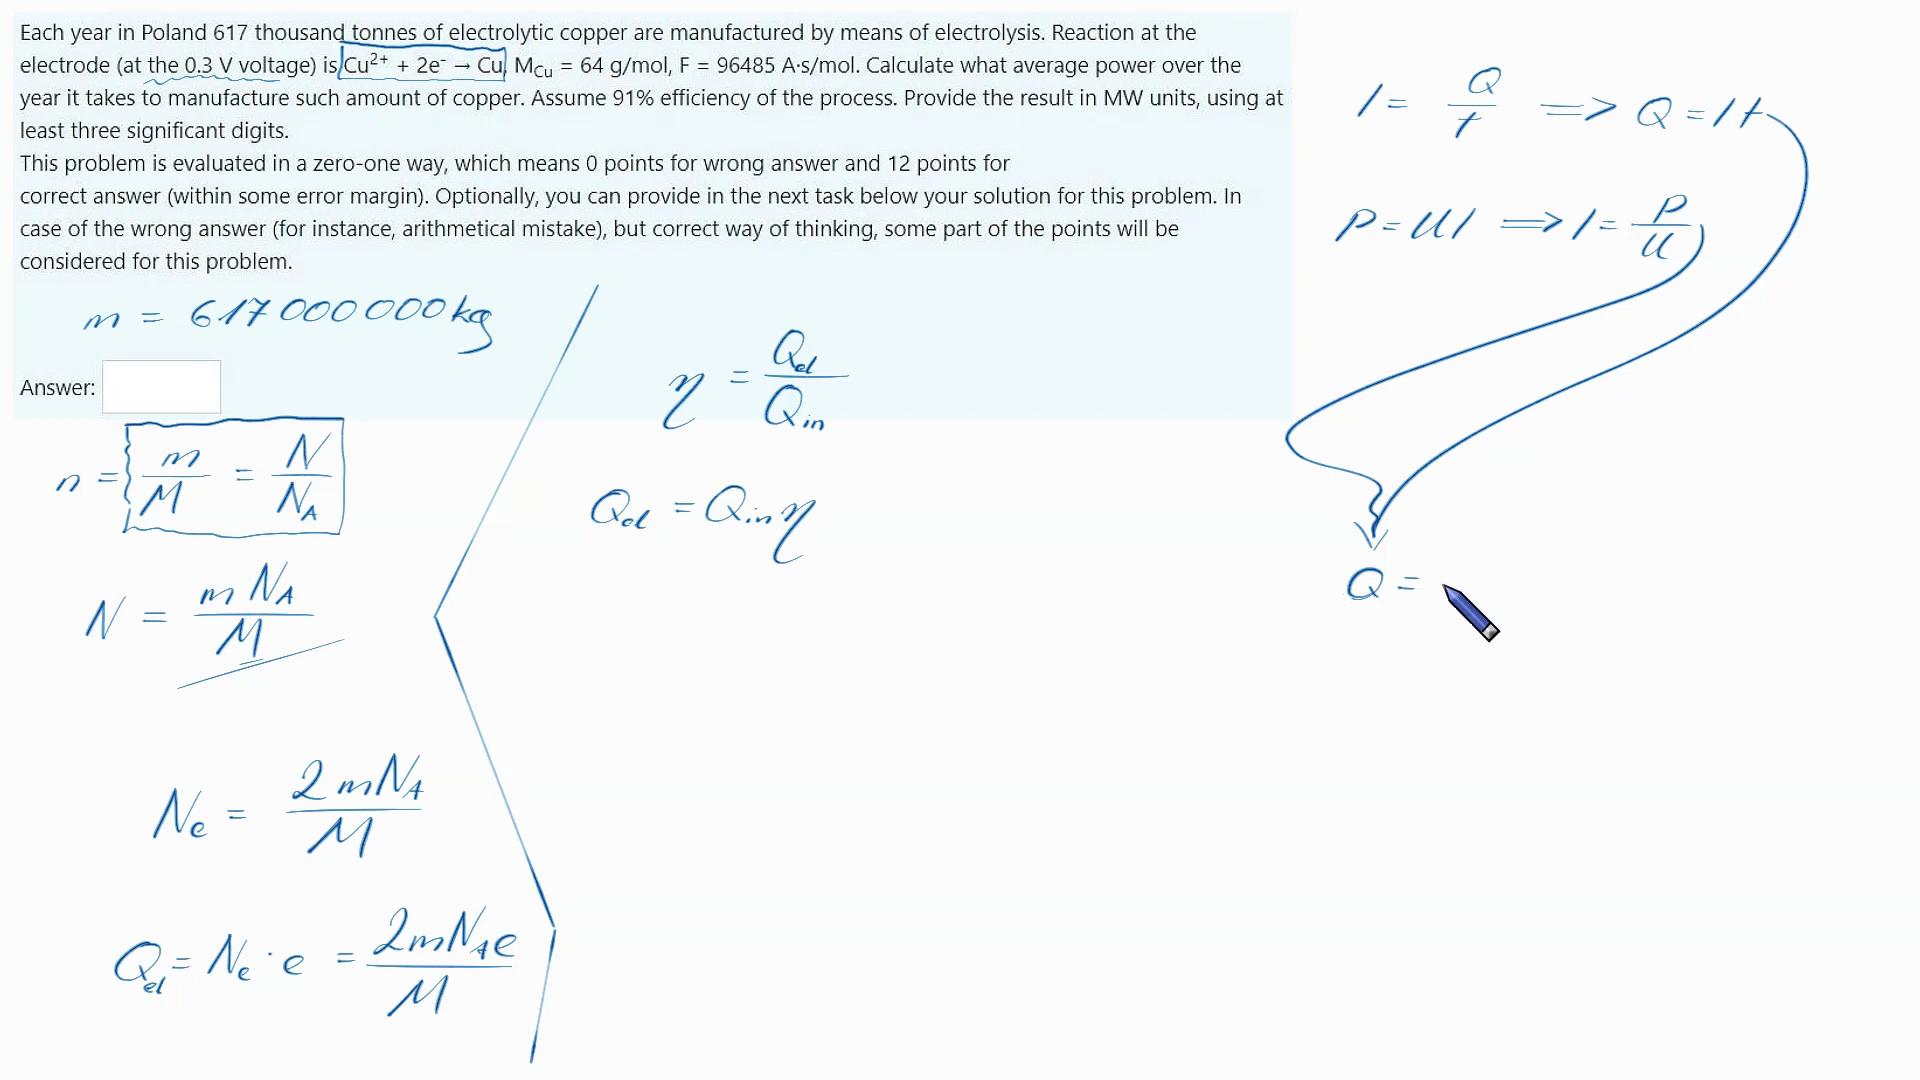 Each year in Poland 617 thousand tonnes of electrolytic copper are manufactured by means of electrolysis. Reaction at the
electrode (at the 0.3 V voltage) is Cu²⁺ + 2e⁻ → Cu, M_Cu = 64 g/mol, F = 96485 A·s/mol. Calculate what average power over the
year it takes to manufacture such amount of copper. Assume 91% efficiency of the process. Provide the result in MW units, using at
least three significant digits.
This problem is evaluated in a zero-one way, which means 0 points for wrong answer and 12 points for
correct answer (within some error margin). Optionally, you can provide in the next task below your solution for this problem. In
case of the wrong answer (for instance, arithmetical mistake), but correct way of thinking, some part of the points will be
considered for this problem.
m = 617 000 000 kg
Answer:
n = m/M = N/N_A
N = m N_A / M
N_e = 2 m N_A / M
Q_el = N_e · e = 2 m N_A e / M
η = Q_el / Q_in
Q_el = Q_in η
I = Q/t => Q = I t
P = U I => I = P/U
Q =